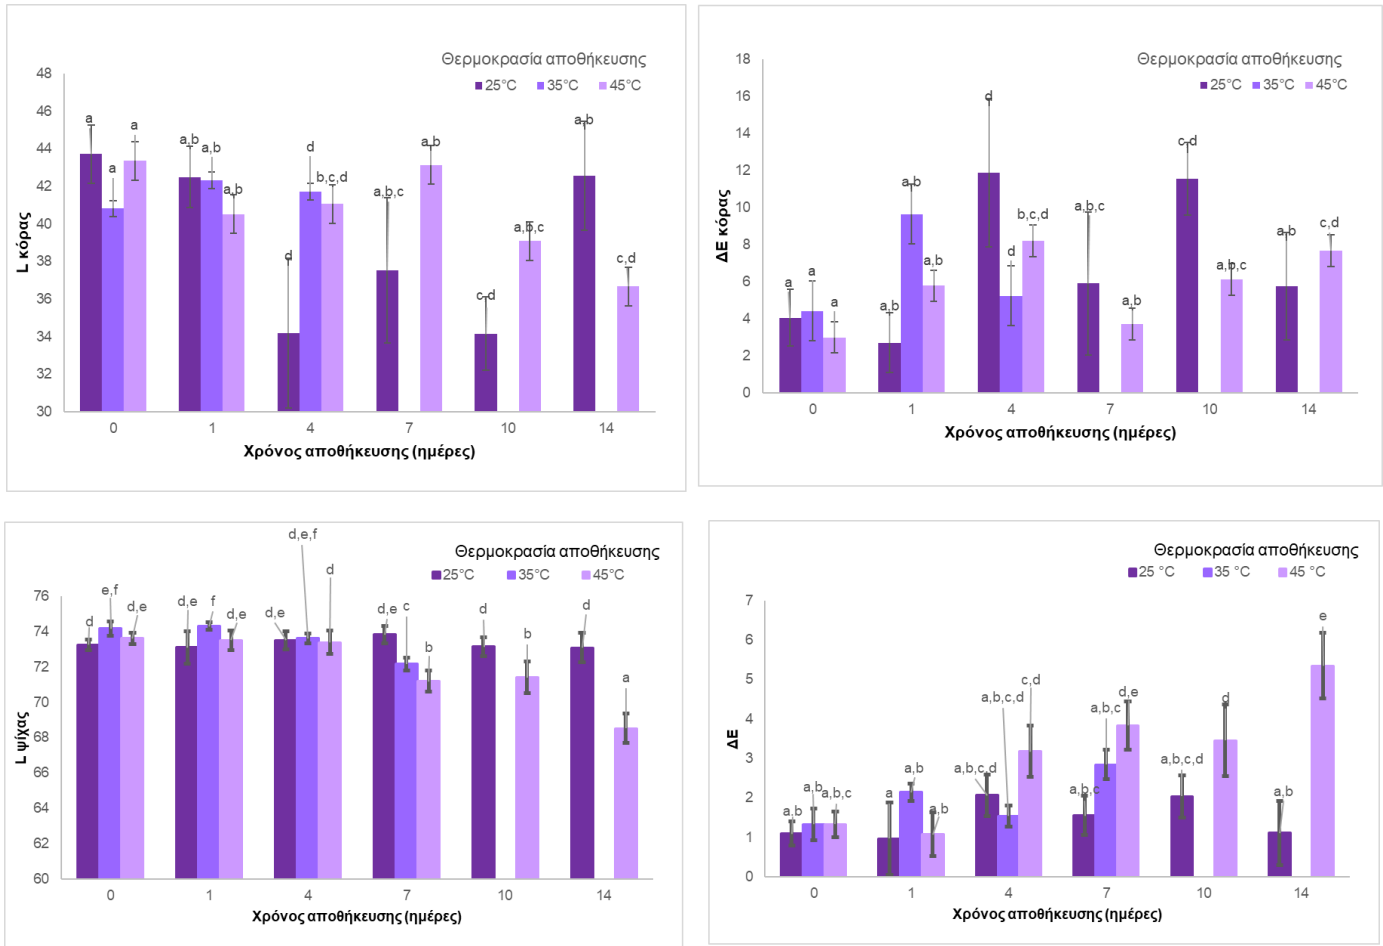 Θερμοκρασία αποθήκευσης
25°C 35°C 45°C
L κόρας
48
46
44
42
40
38
36
34
32
30
a a a
a,b a,b a,b
d d b,c,d
a,b,c a,b
c-d a,b,c
a-b c,d
0 1 4 7 10 14
Χρόνος αποθήκευσης (ημέρες)
Θερμοκρασία αποθήκευσης
25°C 35°C 45°C
ΔΕ κόρας
18
16
14
12
10
8
6
4
2
0
a a a
a,b a,b a,b
d d b,c,d
a,b,c a,b
c-d a,b,c
a-b c,d
0 1 4 7 10 14
Χρόνος αποθήκευσης (ημέρες)
Θερμοκρασία αποθήκευσης
25°C 35°C 45°C
L ψίχας
76
74
72
70
68
66
64
62
60
d e,f d,e
d,e f d,e
d,e d,e,f d
d,e c b
d b
d a
0 1 4 7 10 14
Χρόνος αποθήκευσης (ημέρες)
Θερμοκρασία αποθήκευσης
25 °C 35 °C 45°C
ΔΕ
7
6
5
4
3
2
1
0
a,b a,b a,b,c
a a,b a,b
a,b,c,d a,b,c,d c,d
a,b,c a,b,c d,e
a,b,c,d d
a,b e
0 1 4 7 10 14
Χρόνος αποθήκευσης (ημέρες)